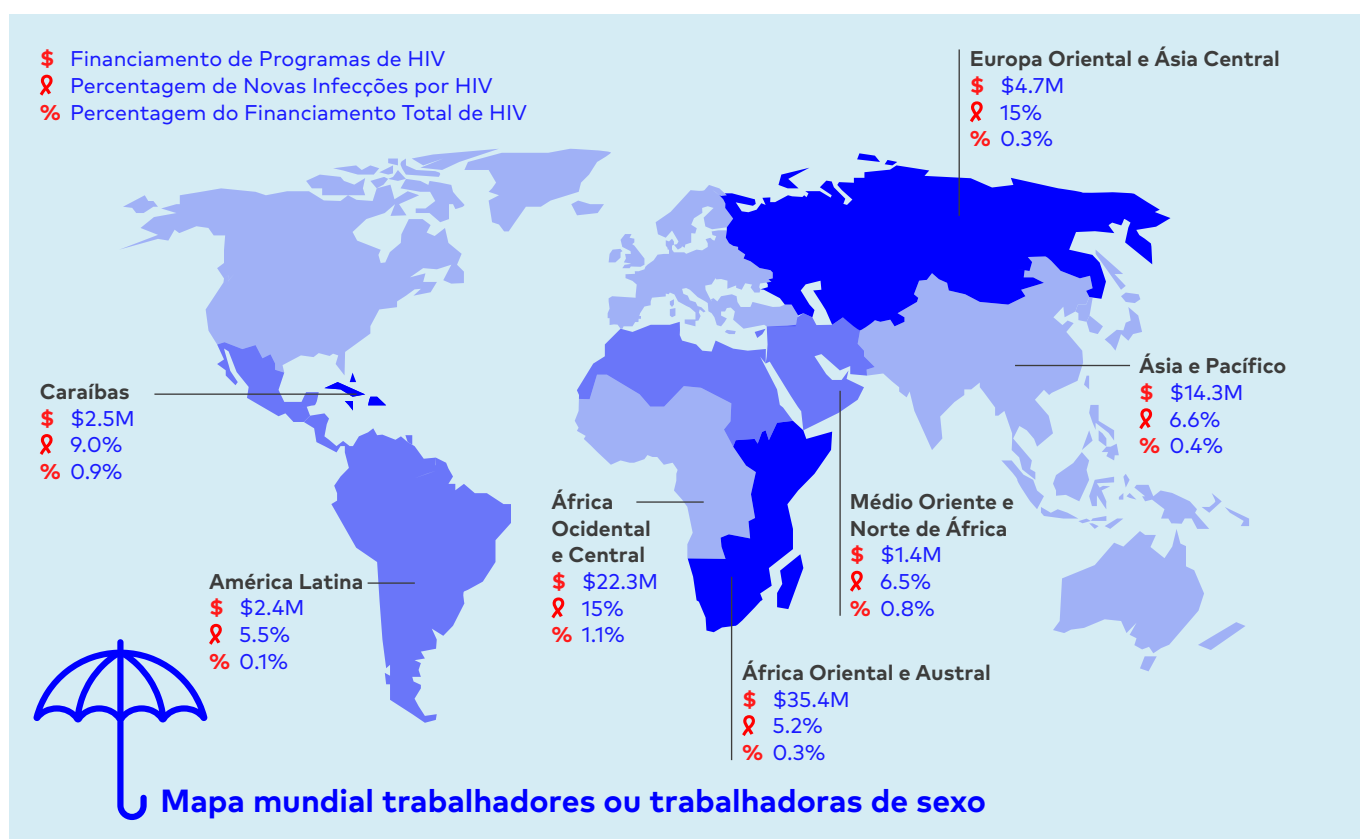 $ Financiamento de Programas de HIV
Percentagem de Novas Infecções por HIV
% Percentagem do Financiamento Total de HIV
Europa Oriental e Ásia Central
$ $4.7M
15%
% 0.3%
Ásia e Pacífico
$ $14.3M
6.6%
% 0.4%
Caraíbas
$ $2.5M
9.0%
% 0.9%
África
Ocidental
e Central
$ $22.3M
15%
% 1.1%
Médio Oriente e
Norte de África
$ $1.4M
6.5%
% 0.8%
América Latina
$ $2.4M
5.5%
% 0.1%
África Oriental e Austral
$ $35.4M
5.2%
% 0.3%
Mapa mundial trabalhadores ou trabalhadoras de sexo